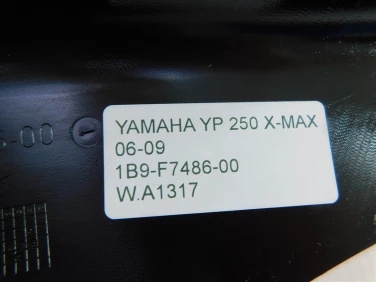 YAMAHA YP 250 X-MAX
06-09
1B9-F7486-00
W.A1317